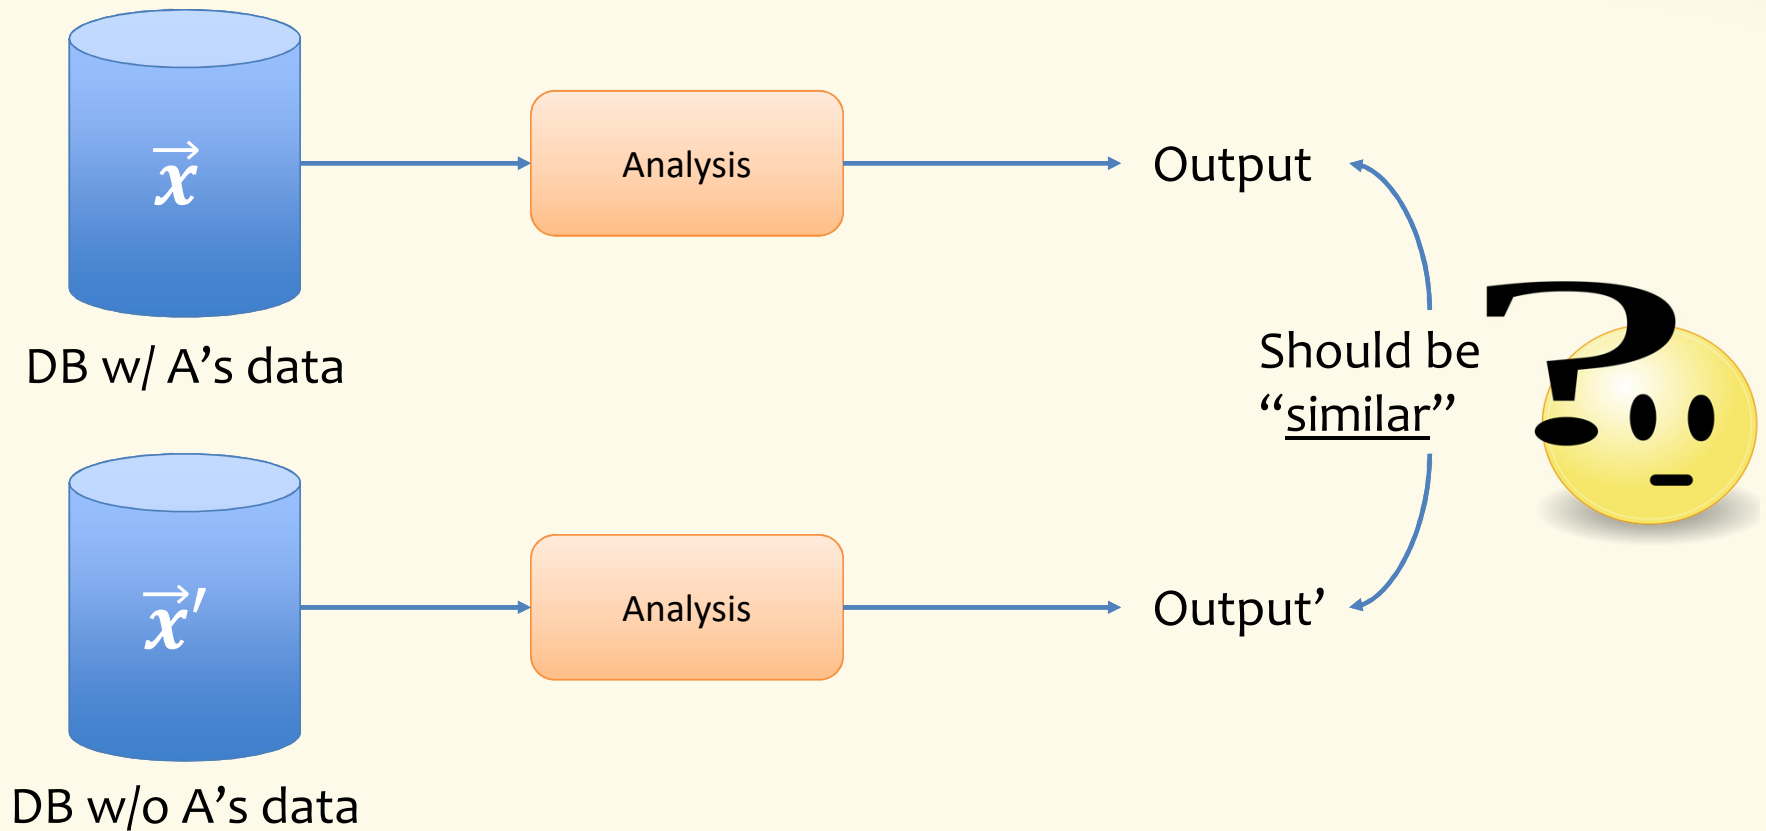 x⃗
Analysis
Output
DB w/ A’s data
Should be
“similar”
?
x⃗′
Analysis
Output’
DB w/o A’s data